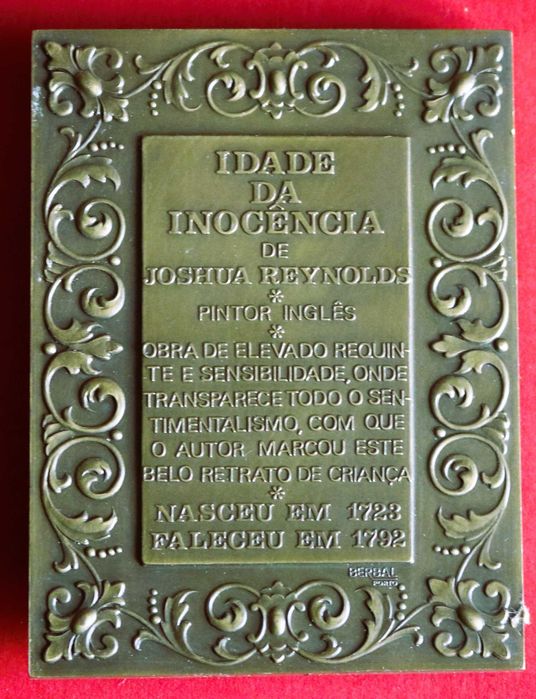 IDADE
DA
INOCÊNCIA
DE
JOSHUA REYNOLDS
*
PINTOR INGLÊS
*
OBRA DE ELEVADO REQUIN-
TE E SENSIBILIDADE, ONDE
TRANSPARECE TODO O SEN-
TIMENTALISMO, COM QUE
O AUTOR MARCOU ESTE
BELO RETRATO DE CRIANÇA
*
NASCEU EM 1723
FALECEU EM 1792
BERBAL
PORTO